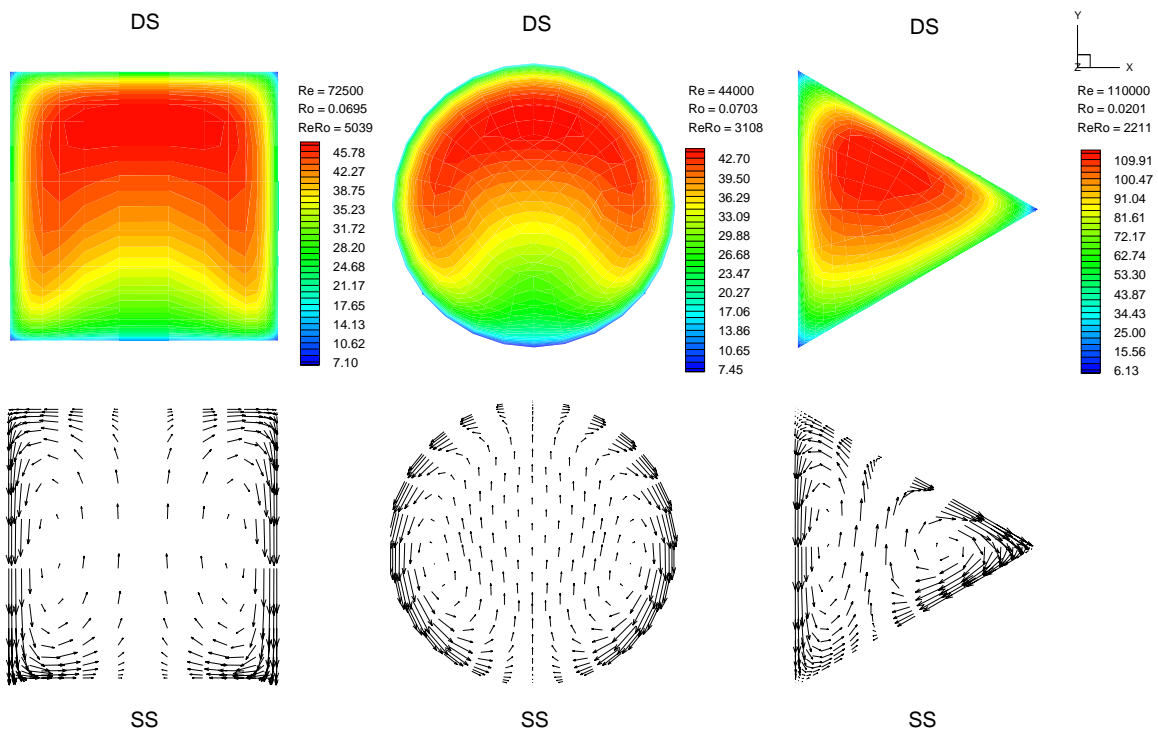 DS
DS
DS
Y
Z
X
Re = 72500
Ro = 0.0695
ReRo = 5039
45.78
42.27
38.75
35.23
31.72
28.20
24.68
21.17
17.65
14.13
10.62
7.10
Re = 44000
Ro = 0.0703
ReRo = 3108
42.70
39.50
36.29
33.09
29.88
26.68
23.47
20.27
17.06
13.86
10.65
7.45
Re = 110000
Ro = 0.0201
ReRo = 2211
109.91
100.47
91.04
81.61
72.17
62.74
53.30
43.87
34.43
25.00
15.56
6.13
SS
SS
SS